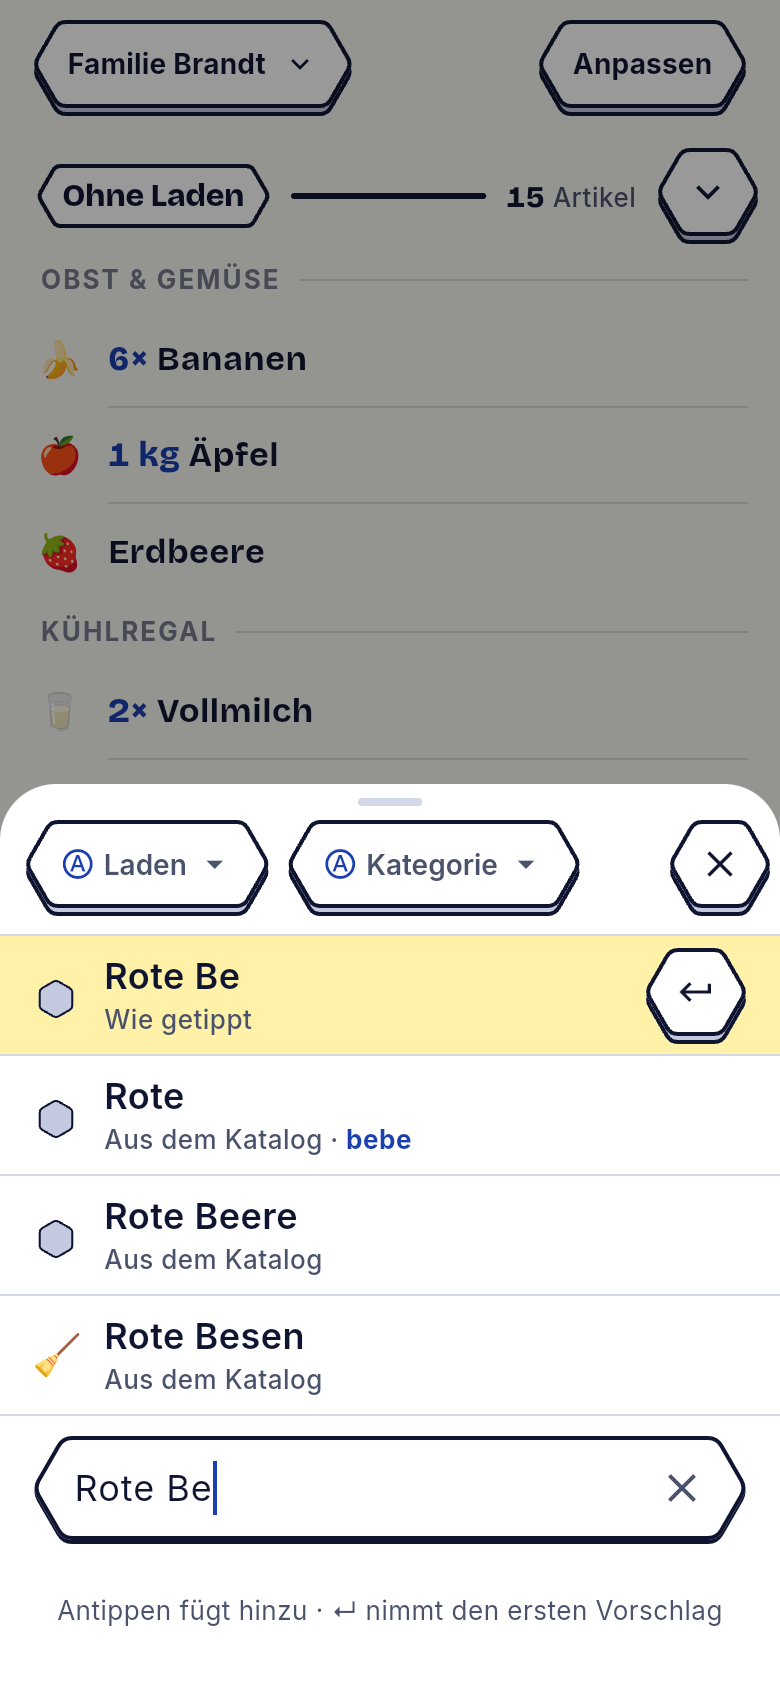 Familie Brandt
Anpassen
Ohne Laden
15 Artikel
OBST & GEMÜSE
6× Bananen
1 kg Äpfel
Erdbeere
KÜHLREGAL
2× Vollmilch
Ⓐ Laden
Ⓐ Kategorie
Rote Be
Wie getippt
Rote
Aus dem Katalog · bebe
Rote Beere
Aus dem Katalog
Rote Besen
Aus dem Katalog
Rote Be
Antippen fügt hinzu · ↵ nimmt den ersten Vorschlag